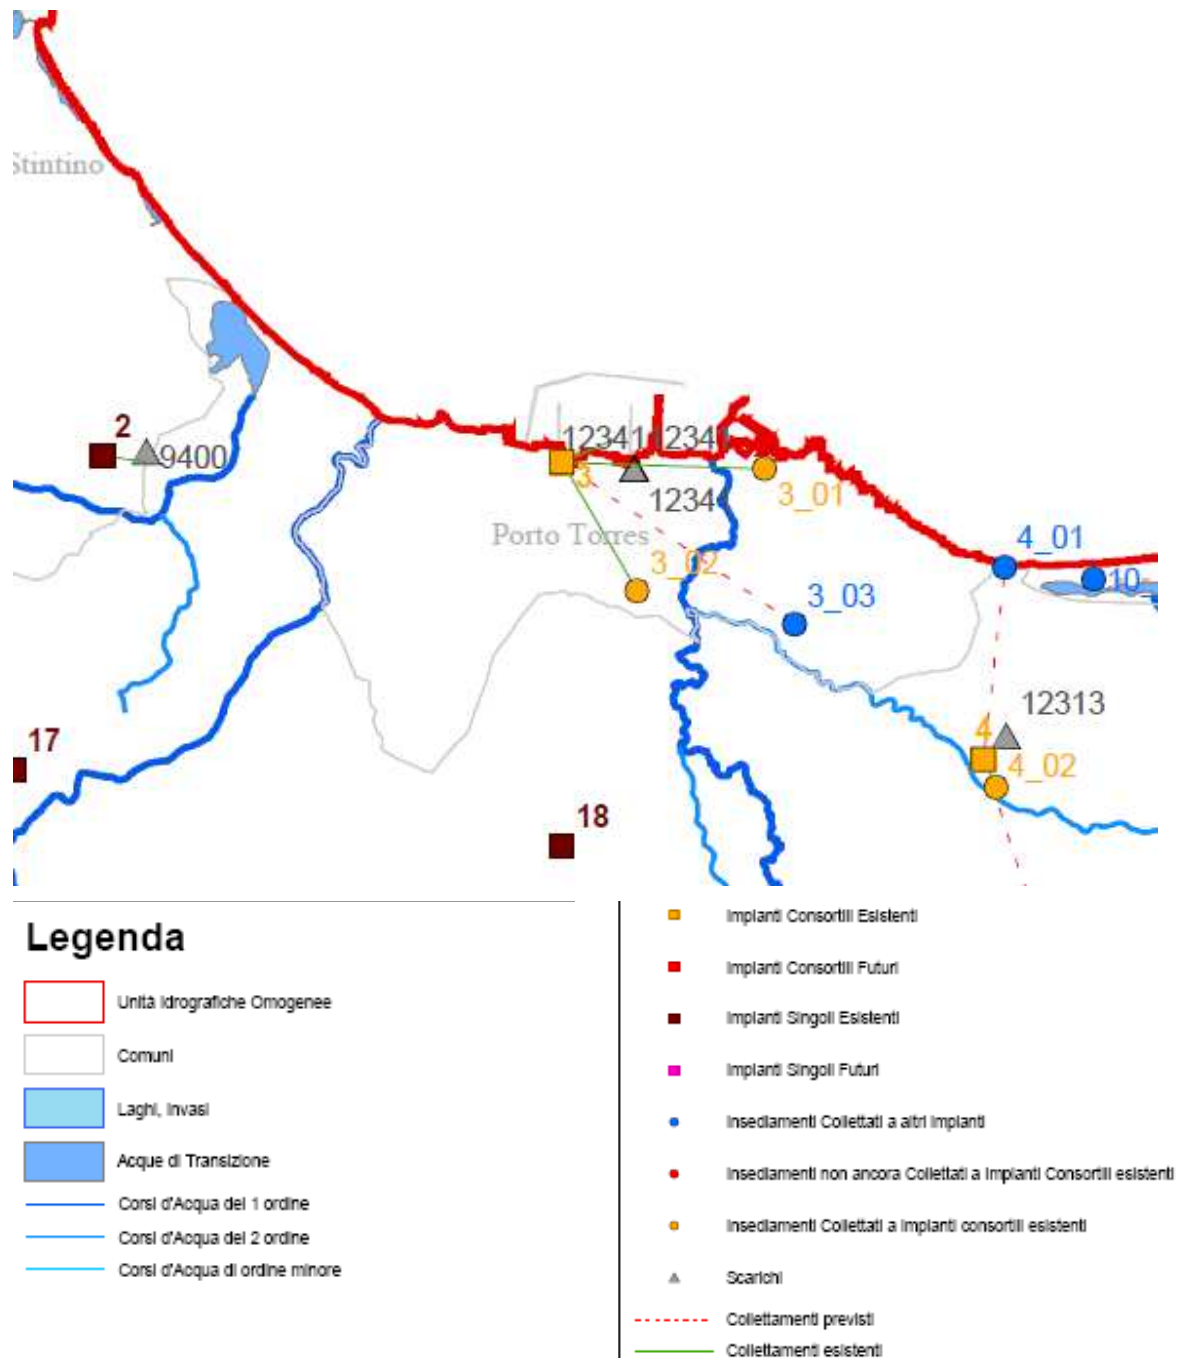 Stintino
2
9400
12341
12341
3
3_01
1234
Porto Torres
3_02
3_03
4_01
10_
12313
4
4_02
17
18
Legenda
Unità Idrografiche Omogenee
Comuni
Laghi, Invasi
Acque di Transizione
Corsi d'Acqua del 1 ordine
Corsi d'Acqua del 2 ordine
Corsi d'Acqua di ordine minore
Impianti Consortili Esistenti
Impianti Consortili Futuri
Impianti Singoli Esistenti
Impianti Singoli Futuri
Insediamenti Collettati a altri Impianti
Insediamenti non ancora Collettati a Impianti Consortili esistenti
Insediamenti Collettati a Impianti consortili esistenti
Scarichi
Collettamenti previsti
Collettamenti esistenti